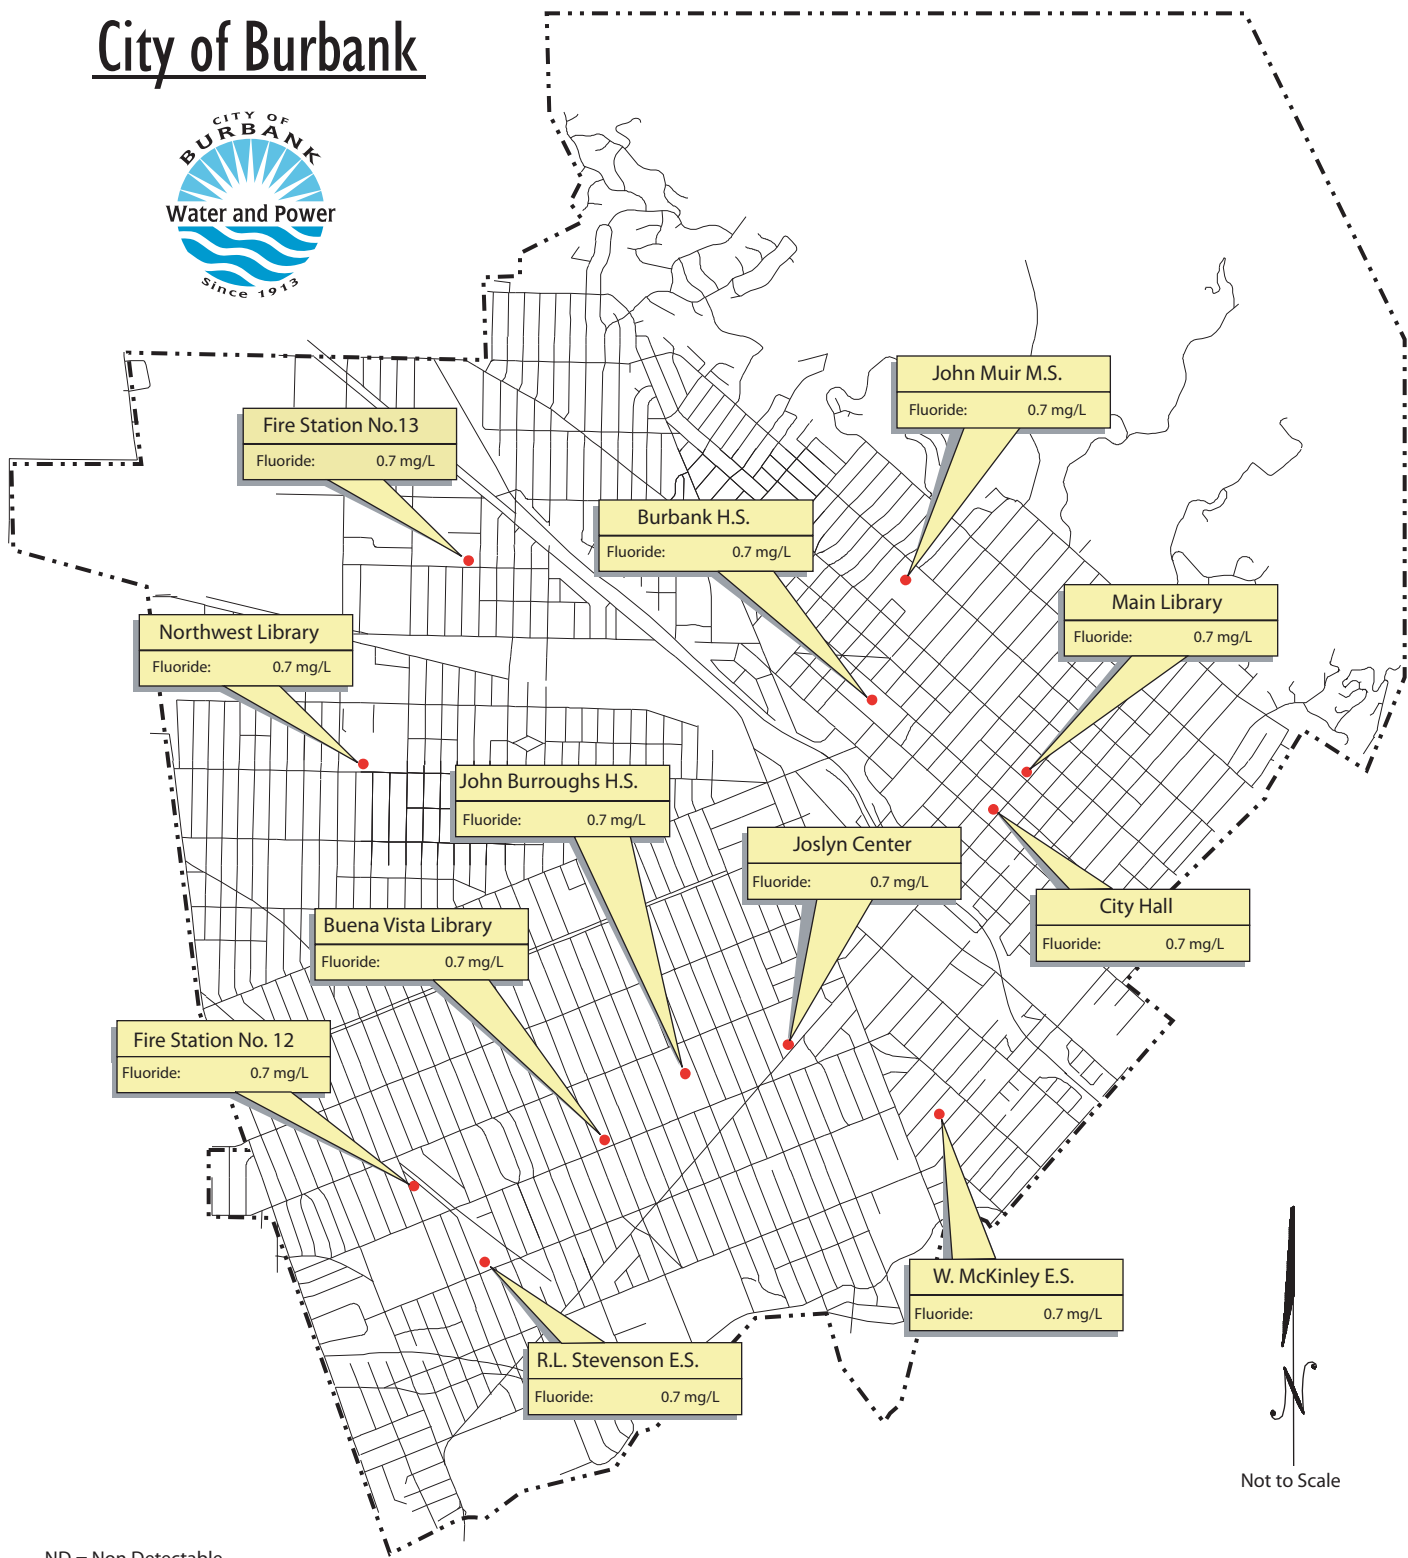 City of Burbank
CITY OF
BURBANK
Water and Power
Since 1913
John Muir M.S.
Fluoride: 0.7 mg/L
Fire Station No.13
Fluoride: 0.7 mg/L
Burbank H.S.
Fluoride: 0.7 mg/L
Main Library
Fluoride: 0.7 mg/L
Northwest Library
Fluoride: 0.7 mg/L
John Burroughs H.S.
Fluoride: 0.7 mg/L
Joslyn Center
Fluoride: 0.7 mg/L
City Hall
Fluoride: 0.7 mg/L
Buena Vista Library
Fluoride: 0.7 mg/L
Fire Station No. 12
Fluoride: 0.7 mg/L
W. McKinley E.S.
Fluoride: 0.7 mg/L
R.L. Stevenson E.S.
Fluoride: 0.7 mg/L
N
Not to Scale
ND = Non Detectable